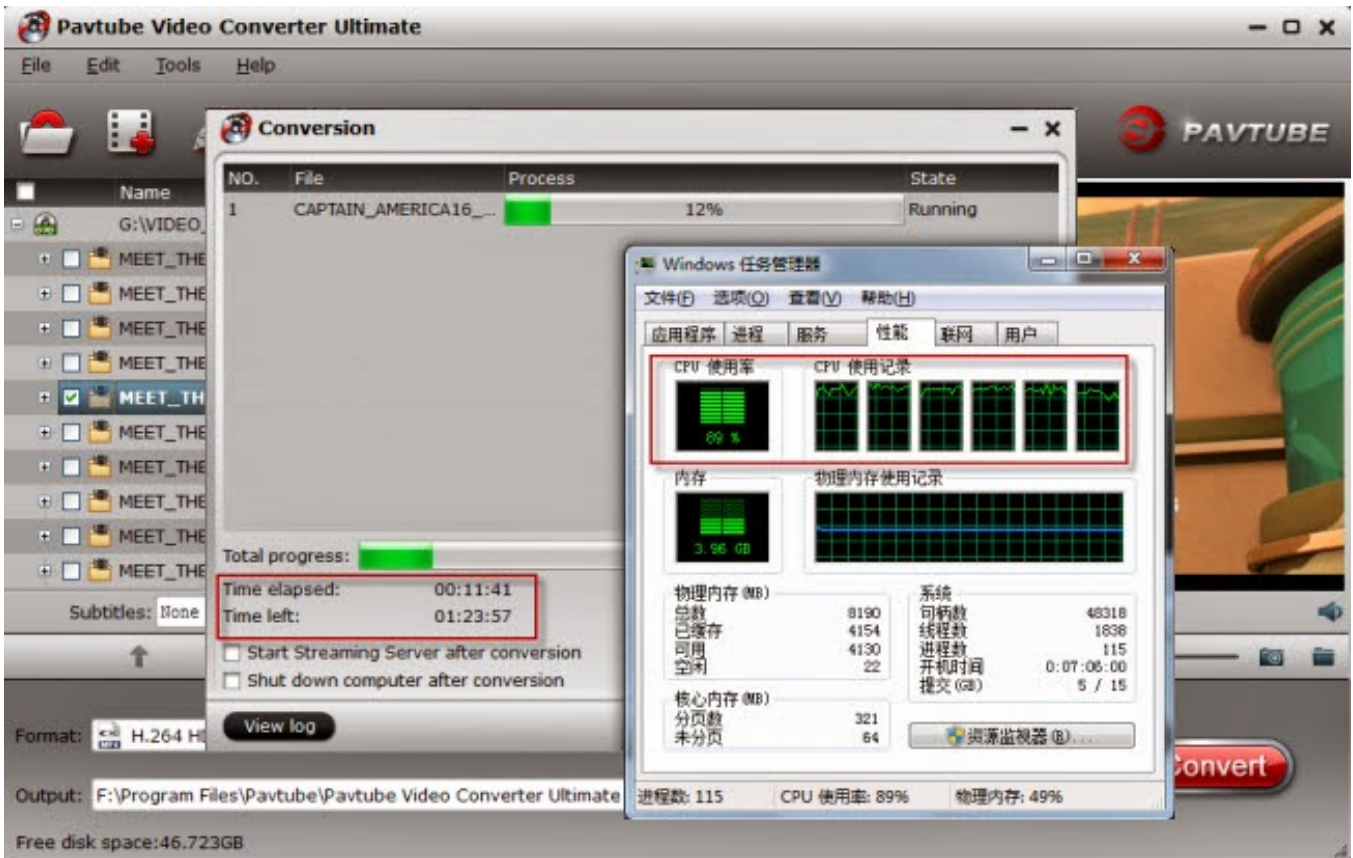 Pavtube Video Converter Ultimate
File Edit Tools Help
PAVTUBE
Conversion
NO. File Process State
1 CAPTAIN_AMERICA16_... 12% Running
Name
G:\VIDEO_
MEET_THE
MEET_THE
MEET_THE
MEET_THE
MEET_TH
MEET_THE
MEET_THE
MEET_THE
MEET_THE
MEET_THE
Total progress:
Time elapsed: 00:11:41
Time left: 01:23:57
Start Streaming Server after conversion
Shut down computer after conversion
View log
Windows 任务管理器
文件(F) 选项(O) 查看(V) 帮助(H)
应用程序 进程 服务 性能 联网 用户
CPU 使用率 CPU 使用记录
89 %
内存 物理内存使用记录
3.96 GB
物理内存(MB)
总数 8190
已缓存 4154
可用 4130
空闲 22
系统
句柄数 48318
线程数 1838
进程数 115
开机时间 0:07:06:00
提交(GB) 5 / 15
核心内存(MB)
分页数 321
未分页 64
资源监视器(R)...
进程数: 115 CPU 使用率: 89% 物理内存: 49%
Subtitles: None
Format: H.264 H
Convert
Output: F:\Program Files\Pavtube\Pavtube Video Converter Ultimate
Free disk space:46.723GB